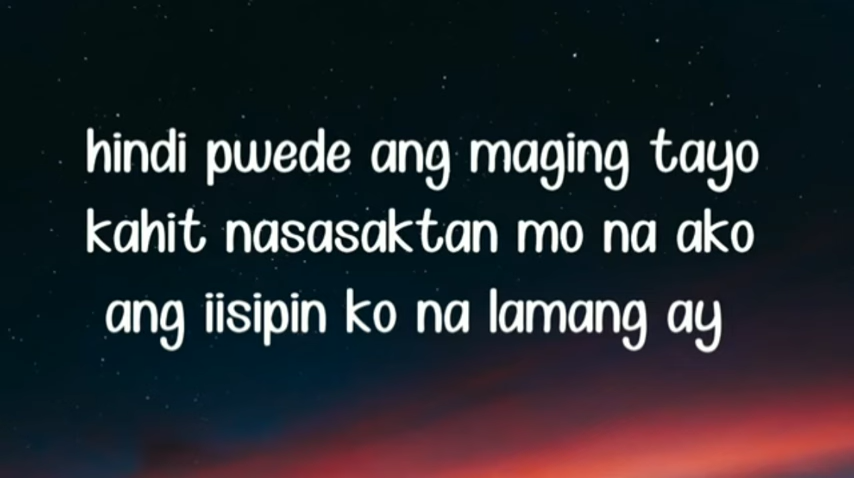 hindi pwede ang maging tayo
kahit nasasaktan mo na ako
ang iisipin ko na lamang ay